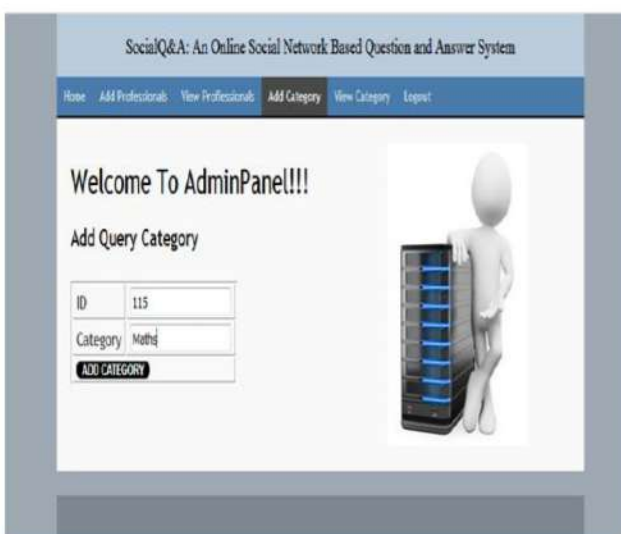 SocialQ&A: An Online Social Network Based Question and Answer System
Home Add Professionals View Proffessionals Add Category View Category Logout
Welcome To AdminPanel!!!
Add Query Category
ID 115
Category Maths
ADD CATEGORY